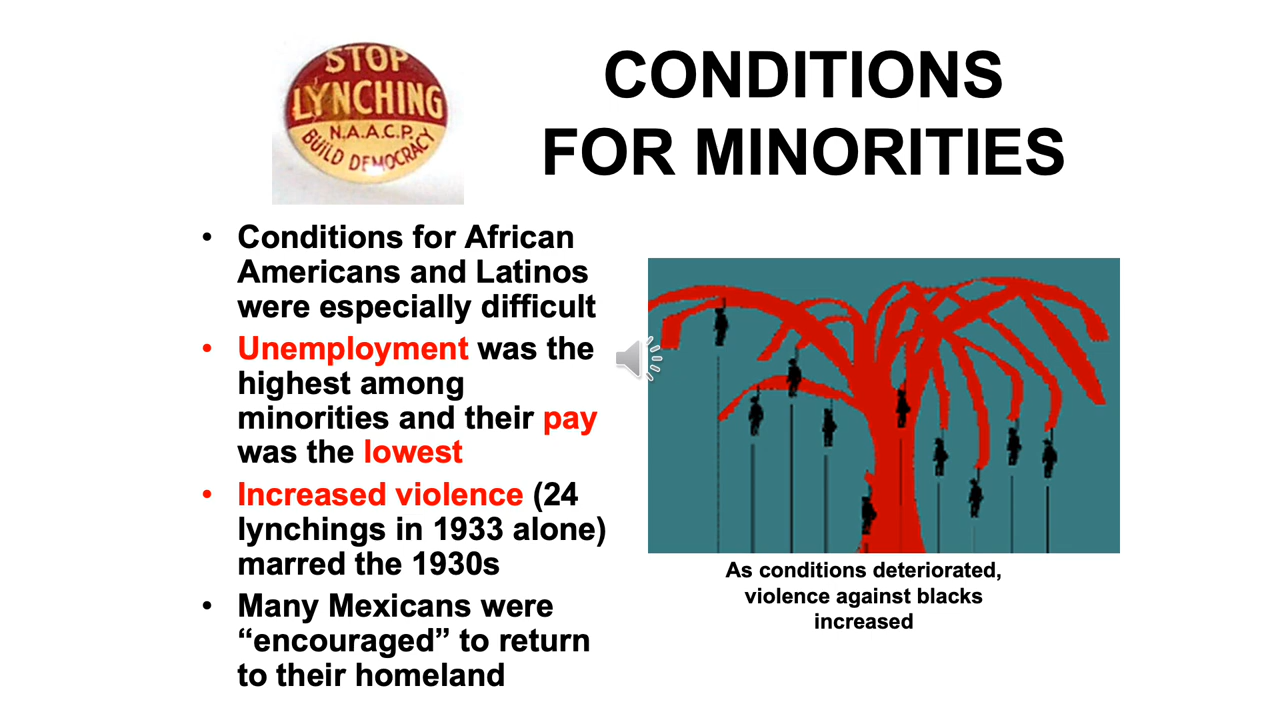 STOP
LYNCHING
N.A.A.C.P.
BUILD DEMOCRACY
CONDITIONS
FOR MINORITIES
• Conditions for African
Americans and Latinos
were especially difficult
• Unemployment was the
highest among
minorities and their pay
was the lowest
• Increased violence (24
lynchings in 1933 alone)
marred the 1930s
• Many Mexicans were
“encouraged” to return
to their homeland
As conditions deteriorated,
violence against blacks
increased